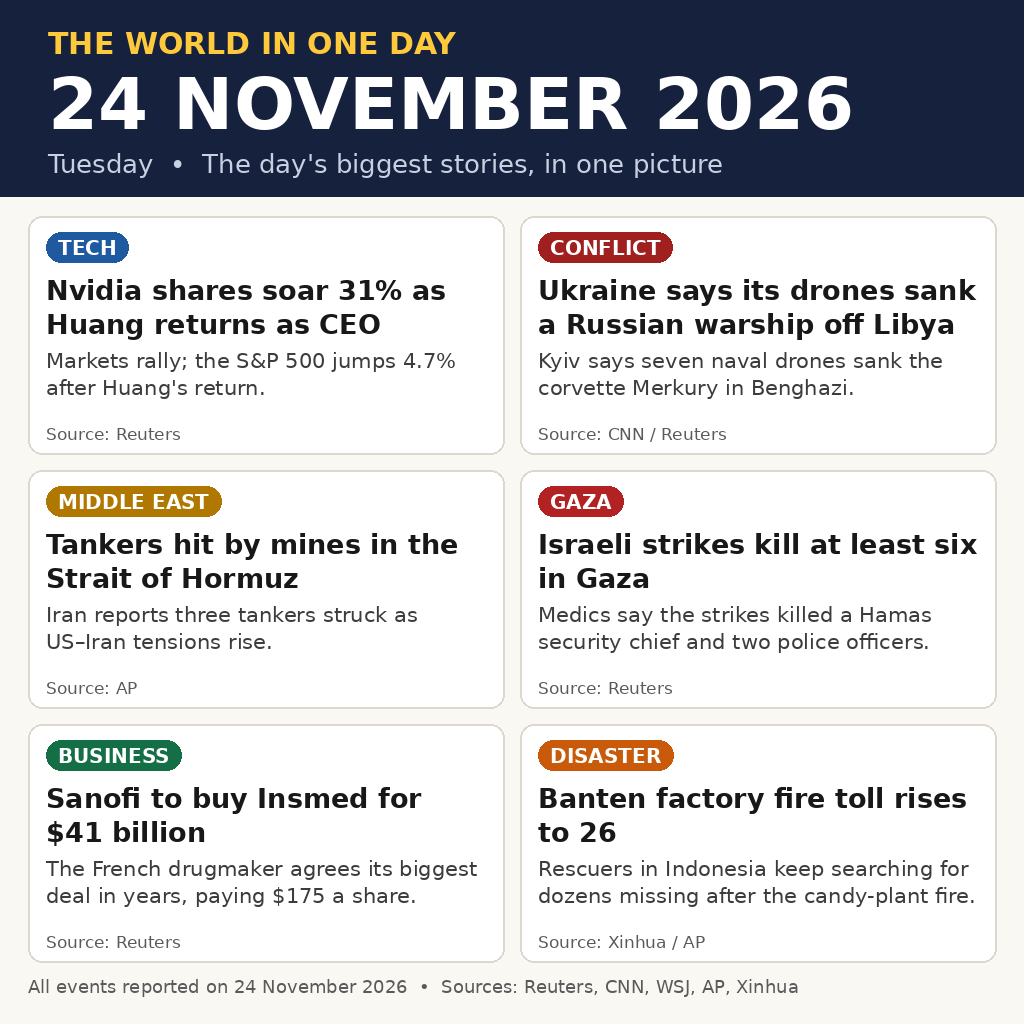 THE WORLD IN ONE DAY
24 NOVEMBER 2026
Tuesday • The day's biggest stories, in one picture
TECH
Nvidia shares soar 31% as
Huang returns as CEO
Markets rally; the S&P 500 jumps 4.7%
after Huang's return.
Source: Reuters
CONFLICT
Ukraine says its drones sank
a Russian warship off Libya
Kyiv says seven naval drones sank the
corvette Merkury in Benghazi.
Source: CNN / Reuters
MIDDLE EAST
Tankers hit by mines in the
Strait of Hormuz
Iran reports three tankers struck as
US–Iran tensions rise.
Source: AP
GAZA
Israeli strikes kill at least six
in Gaza
Medics say the strikes killed a Hamas
security chief and two police officers.
Source: Reuters
BUSINESS
Sanofi to buy Insmed for
$41 billion
The French drugmaker agrees its biggest
deal in years, paying $175 a share.
Source: Reuters
DISASTER
Banten factory fire toll rises
to 26
Rescuers in Indonesia keep searching for
dozens missing after the candy-plant fire.
Source: Xinhua / AP
All events reported on 24 November 2026 • Sources: Reuters, CNN, WSJ, AP, Xinhua